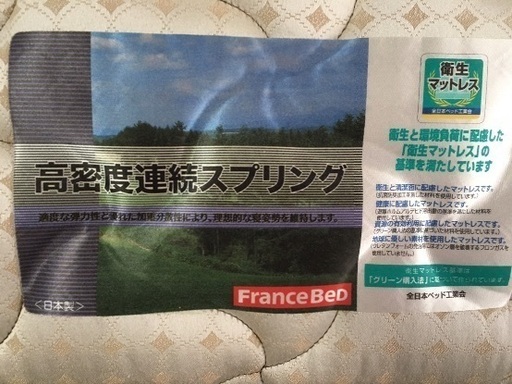 高密度連続スプリング
適度な弾力性と優れた加重分散性により、理想的な寝姿勢を維持します。
FranceBeD
<日本製>
衛生
マットレス
全日本ベッド工業会
衛生と環境負荷に配慮した
「衛生マットレス」の
基準を満たしています
衛生と清潔面に配慮したマットレスです。
健康に配慮したマットレスです。
資源の有効利用に配慮したマットレスです。
地球に優しい素材を使用したマットレスです。
衛生マットレス基準は
「グリーン購入法」に基づいて作られています。
全日本ベッド工業会